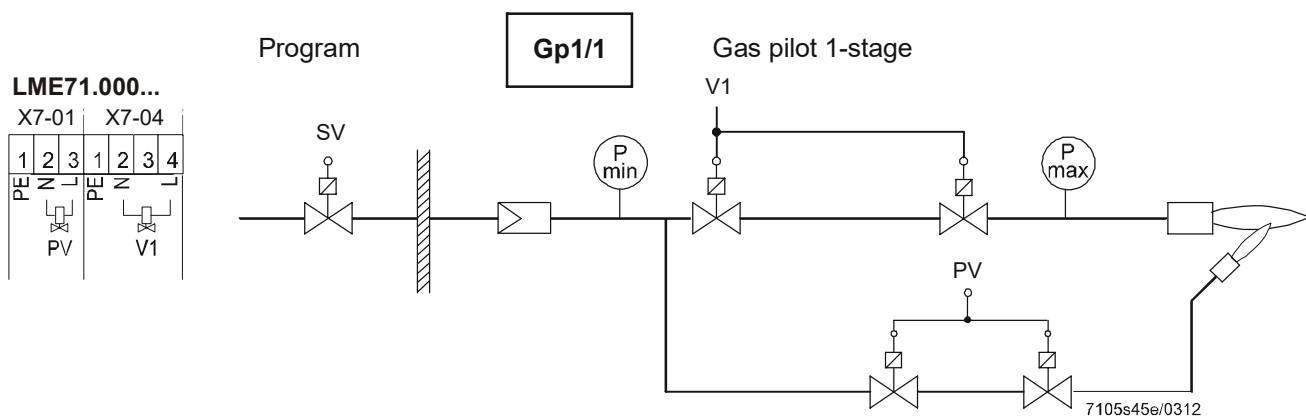 Program
Gp1/1
Gas pilot 1-stage
LME71.000...
X7-01 X7-04
1 2 3 1 2 3 4
PE N L PE N L
PV V1
SV
P min
V1
P max
PV
7105s45e/0312